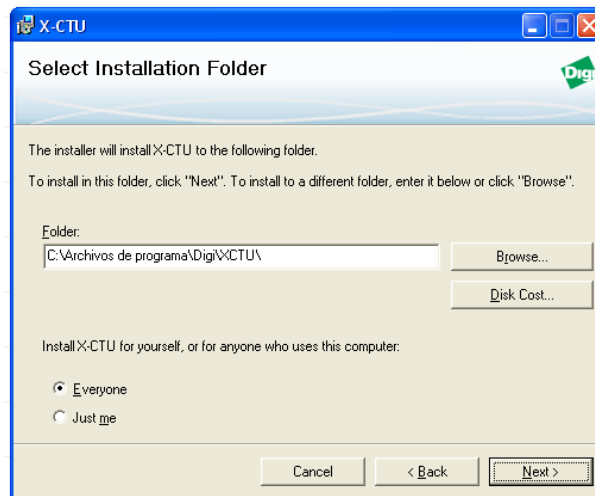 X-CTU
Select Installation Folder
Digi
The installer will install X-CTU to the following folder.
To install in this folder, click "Next". To install to a different folder, enter it below or click "Browse".
Folder:
C:\Archivos de programa\Digi\XCTU\
Browse...
Disk Cost...
Install X-CTU for yourself, or for anyone who uses this computer:
Everyone
Just me
Cancel
< Back
Next >